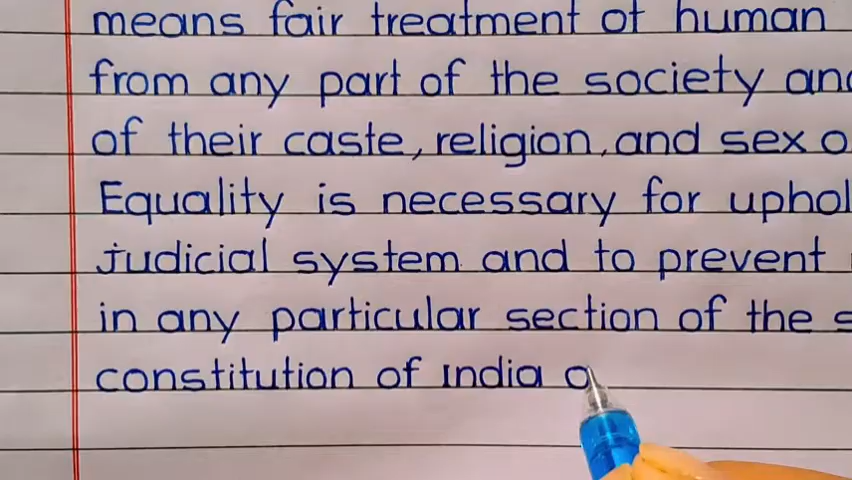 means fair treatment of human
from any part of the society and
of their caste, religion, and sex o
Equality is necessary for uphol
judicial system and to prevent
in any particular section of the s
constitution of India a